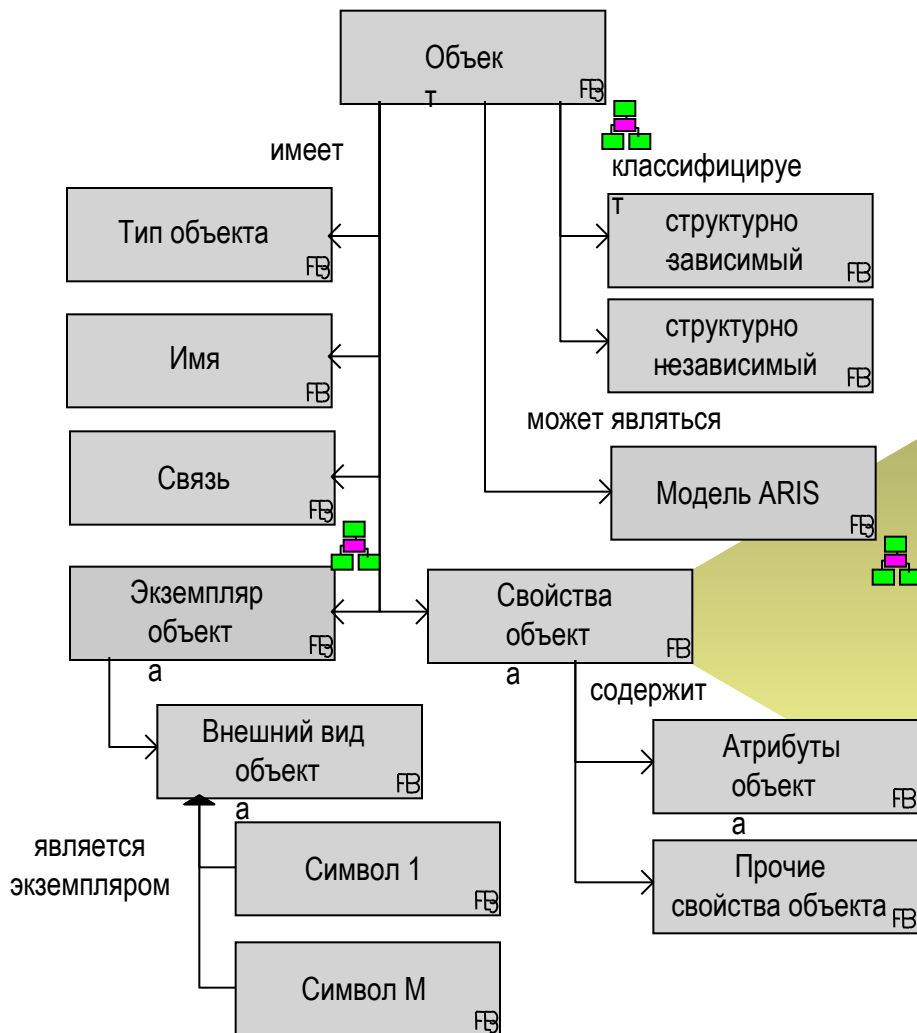 Объек
т
имеет
классифицируе
т
Тип объекта
структурно
-зависимый
Имя
структурно
-независимый
может являться
Связь
Модель ARIS
Экземпляр
объект
а
Свойства
объект
а
содержит
Внешний вид
объект
а
Атрибуты
объект
а
является
экземпляром
Символ 1
Прочие
свойства объекта
Символ М